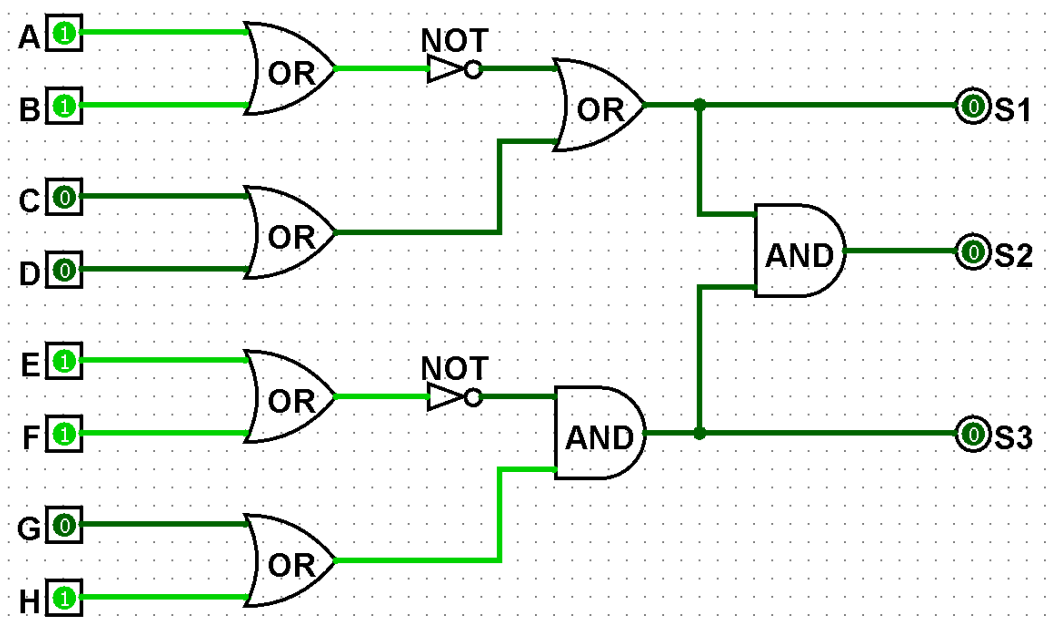 NOT
A 1
OR
OR
B 1
0 S1
C 0
OR
D 0
AND
0 S2
E 1
NOT
OR
F 1
AND
0 S3
G 0
OR
H 1